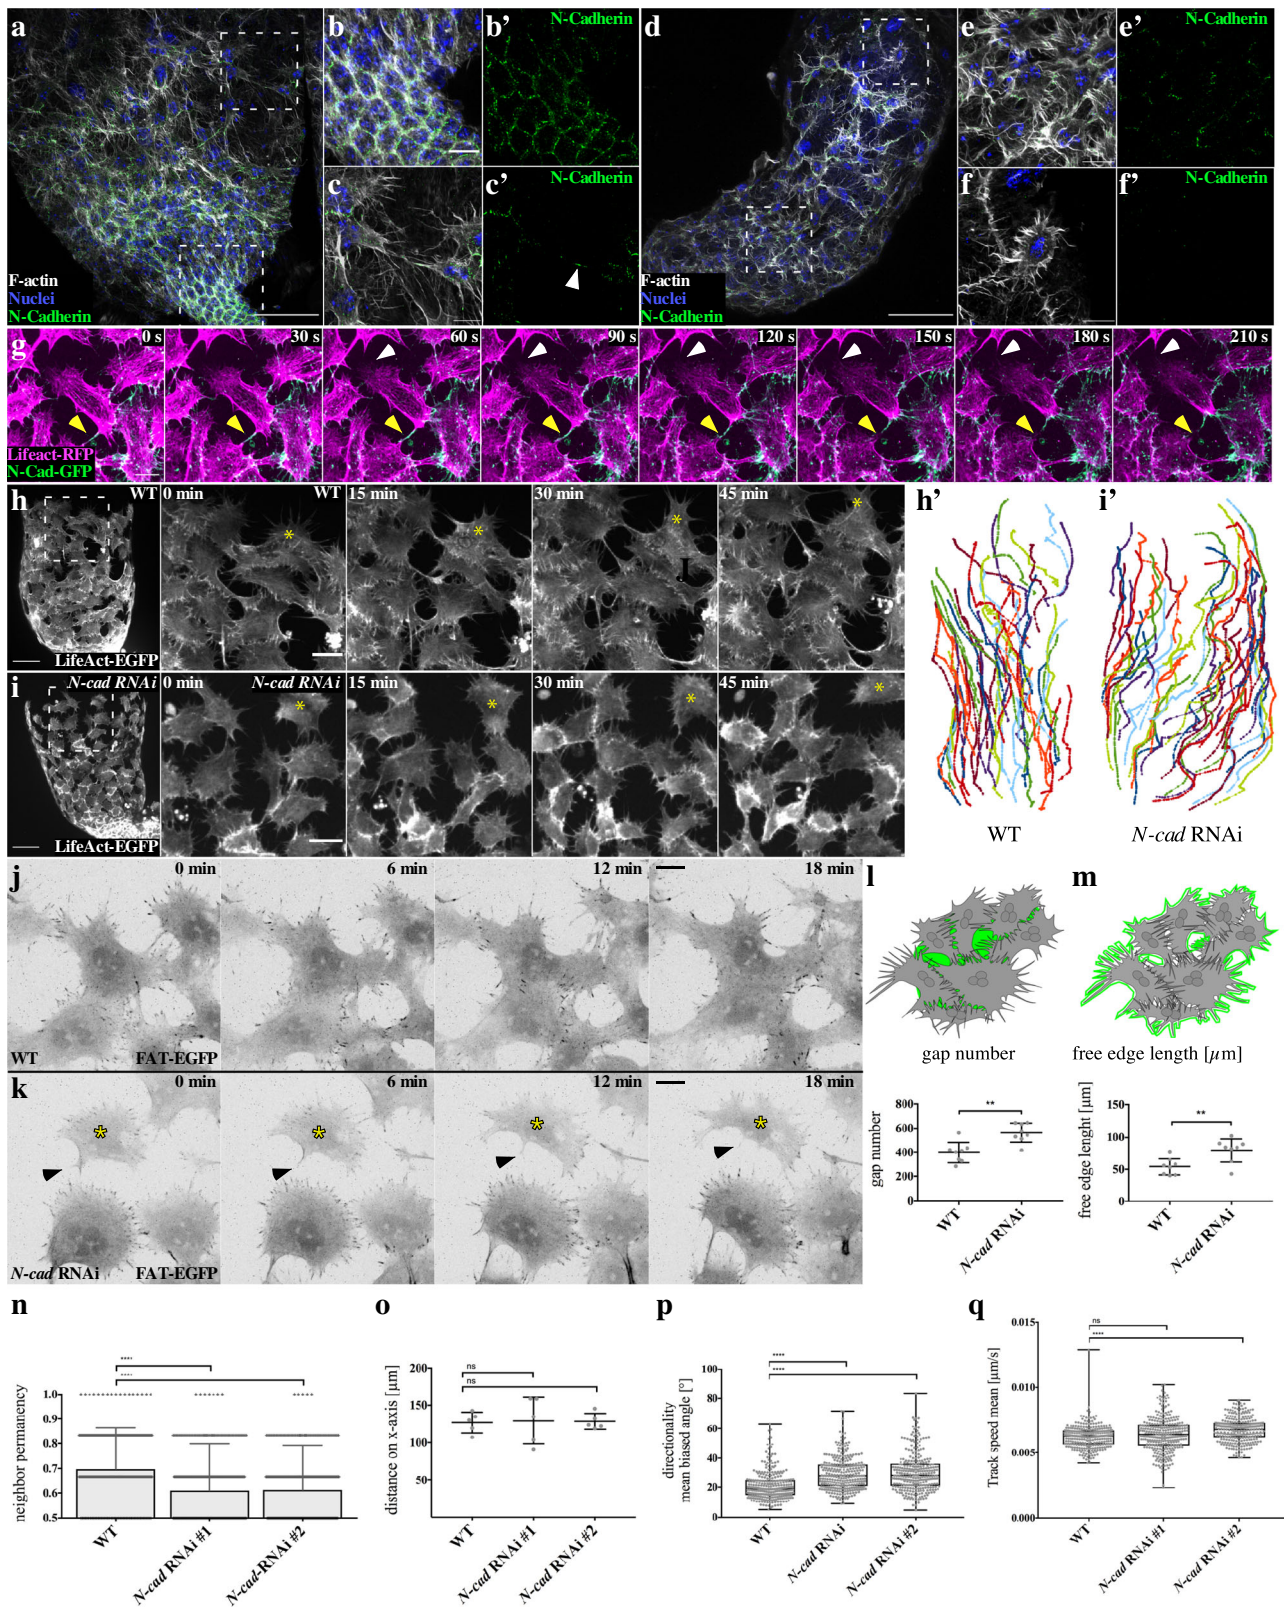 a
F-actin
Nuclei
N-Cadherin
b
b’
N-Cadherin
c
c’
N-Cadherin
d
F-actin
Nuclei
N-Cadherin
e
e’
N-Cadherin
f
f’
N-Cadherin
g
0 s 30 s 60 s 90 s 120 s 150 s 180 s 210 s
Lifeact-RFP
N-Cad-GFP
h
WT
LifeAct-EGFP
0 min WT 15 min 30 min 45 min
I
*
*
*
*
h’
WT
i’
N-cad RNAi
i
N-cad RNAi
LifeAct-EGFP
0 min N-cad RNAi 15 min 30 min 45 min
*
*
*
*
j
0 min 6 min 12 min 18 min
WT FAT-EGFP
k
0 min 6 min 12 min 18 min
*
*
*
*
N-cad RNAi FAT-EGFP
l
gap number
gap number
800
600
400
200
0
**
WT
N-cad RNAi
m
free edge length [µm]
free edge lenght [µm]
150
100
50
0
**
WT
N-cad RNAi
n
neighbor permanency
1.0
0.9
0.8
0.7
0.6
0.5
****
****
WT
N-cad RNAi #1
N-cad-RNAi #2
o
distance on x-axis [µm]
200
150
100
50
ns
ns
WT
N-cad RNAi #1
N-cad RNAi #2
p
directionality
mean biased angle [°]
100
80
60
40
20
0
****
****
WT
N-cad RNAi
N-cad RNAi #2
q
Track speed mean [µm/s]
0.015
0.010
0.005
0.000
ns
****
WT
N-cad RNAi #1
N-cad RNAi #2